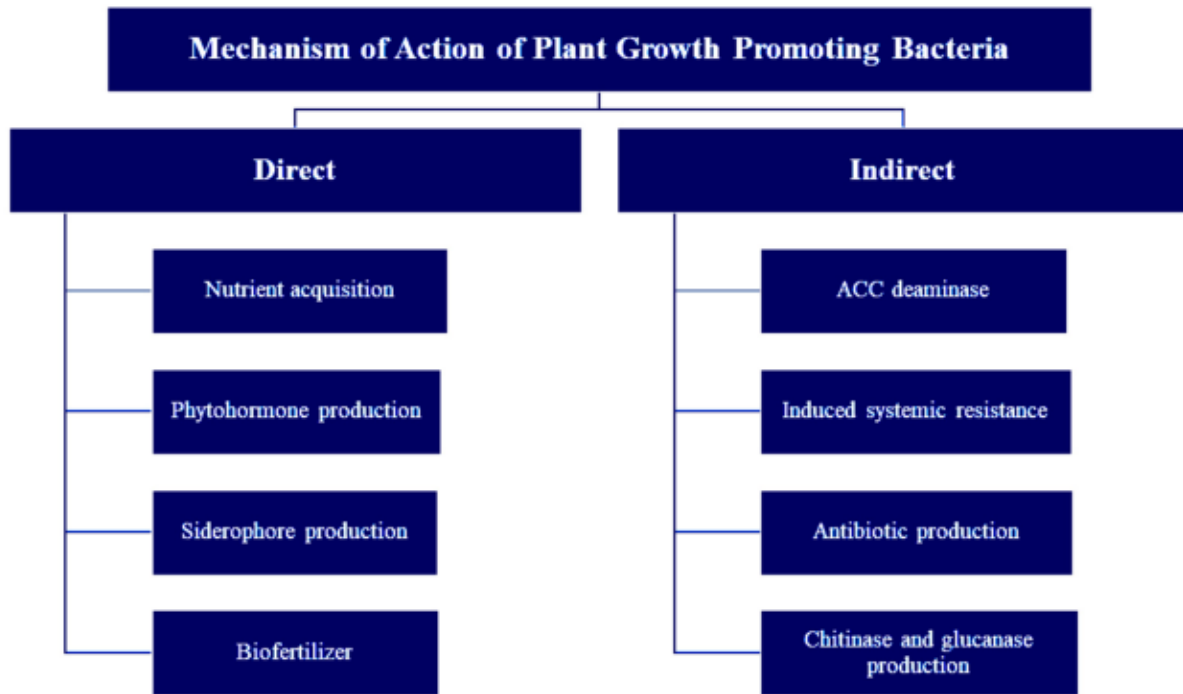 Mechanism of Action of Plant Growth Promoting Bacteria
Direct
Nutrient acquisition
Phytohormone production
Siderophore production
Biofertilizer
Indirect
ACC deaminase
Induced systemic resistance
Antibiotic production
Chitinase and glucanase
production